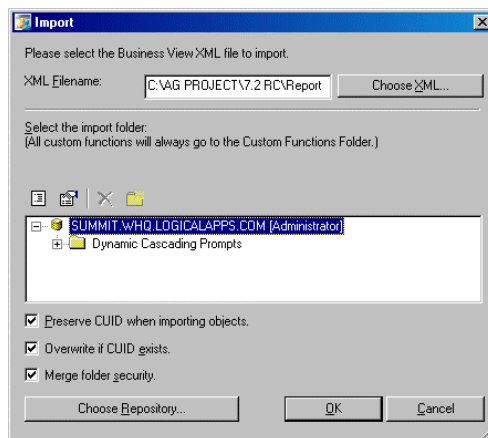 Import
Please select the Business View XML file to import.
XML Filename:
C:\AG PROJECT\7.2 RC\Report
Choose XML...
Select the import folder:
(All custom functions will always go to the Custom Functions Folder.)
SUMMIT.WHQ.LOGICALAPPS.COM [Administrator]
Dynamic Cascading Prompts
Preserve CUID when importing objects.
Overwrite if CUID exists.
Merge folder security.
Choose Repository...
OK
Cancel